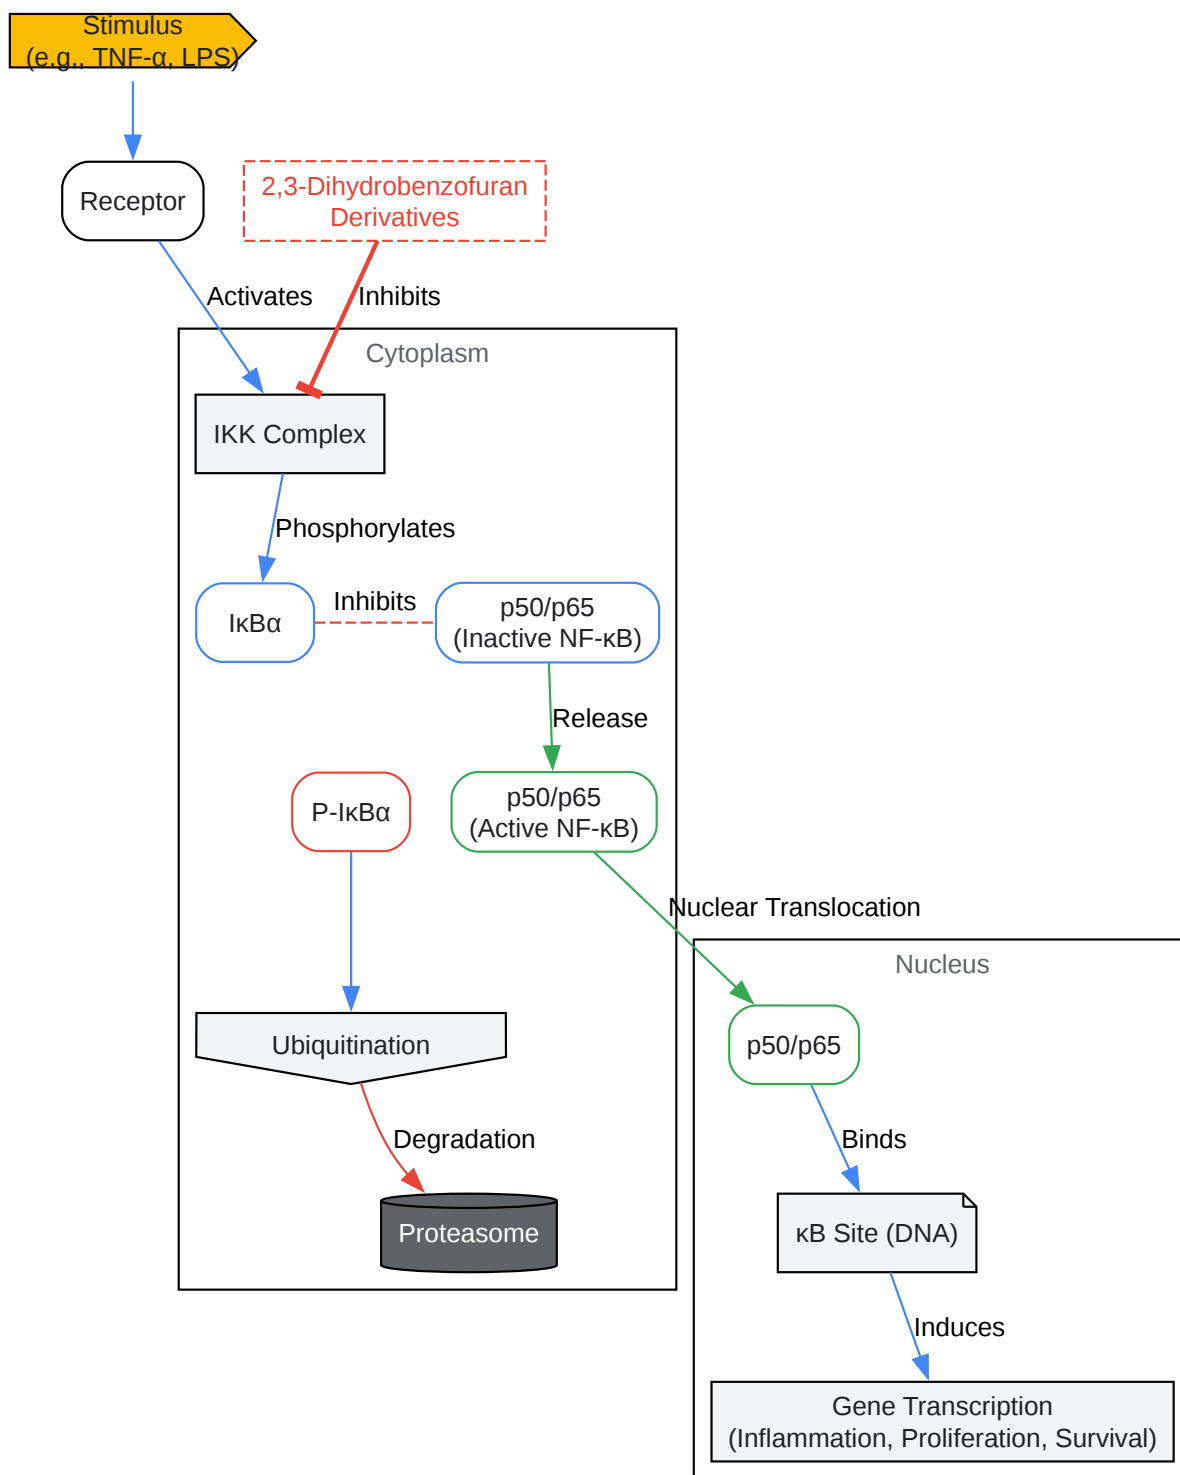 Stimulus
(e.g., TNF-α, LPS)
Receptor
2,3-Dihydrobenzofuran
Derivatives
Activates
Inhibits
Cytoplasm
IKK Complex
Phosphorylates
IκBα
Inhibits
p50/p65
(Inactive NF-κB)
Release
P-IκBα
p50/p65
(Active NF-κB)
Nuclear Translocation
Nucleus
Ubiquitination
p50/p65
Degradation
Binds
Proteasome
κB Site (DNA)
Induces
Gene Transcription
(Inflammation, Proliferation, Survival)